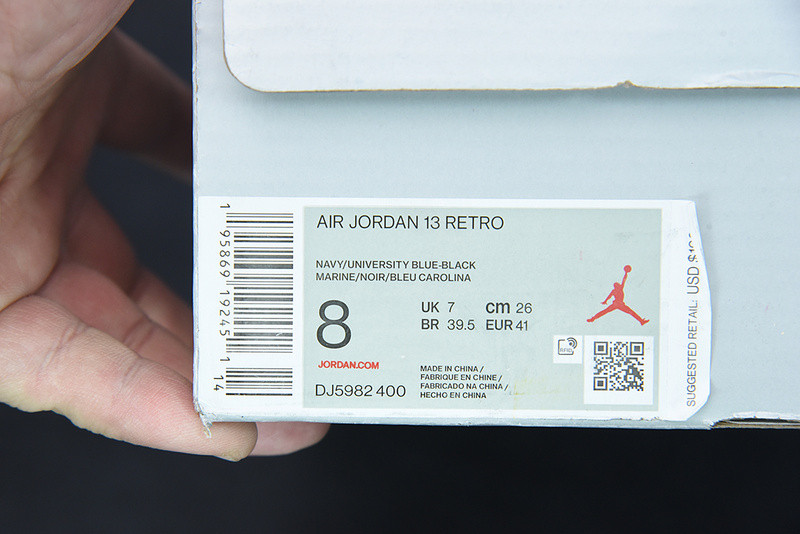 AIR JORDAN 13 RETRO
NAVY/UNIVERSITY BLUE-BLACK
MARINE/NOIR/BLEU CAROLINA
8
UK 7 cm 26
BR 39.5 EUR 41
JORDAN.COM
DJ5982 400
MADE IN CHINA /
FABRIQUE EN CHINE /
FABRICADO NA CHINA /
HECHO EN CHINA
RFID
1 95869 19245 1 14
SUGGESTED RETAIL: USD